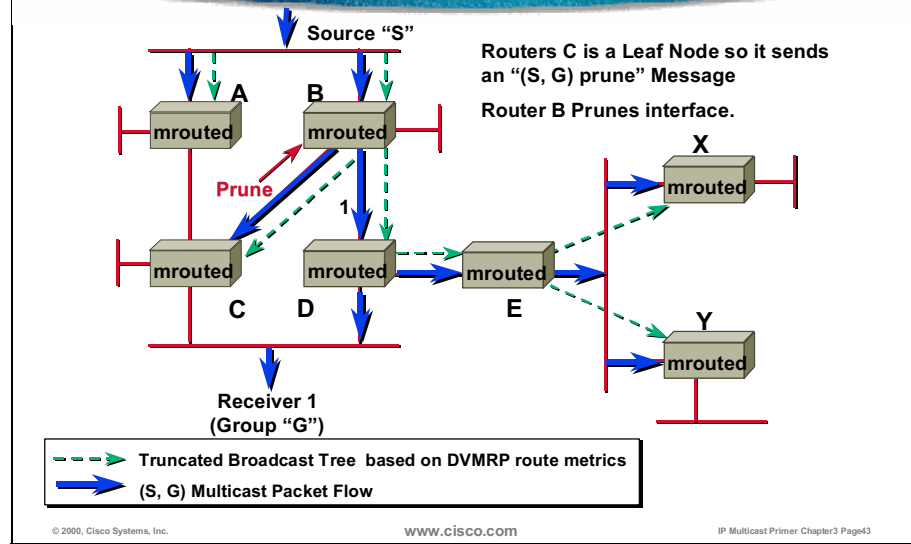 Source “S”
Routers C is a Leaf Node so it sends
an “(S, G) prune” Message
Router B Prunes interface.
A
B
mrouted
mrouted
X
mrouted
Prune
1
mrouted
mrouted
mrouted
C
D
E
Y
mrouted
Receiver 1
(Group “G”)
Truncated Broadcast Tree based on DVMRP route metrics
(S, G) Multicast Packet Flow
© 2000, Cisco Systems, Inc.
www.cisco.com
IP Multicast Primer Chapter3 Page43